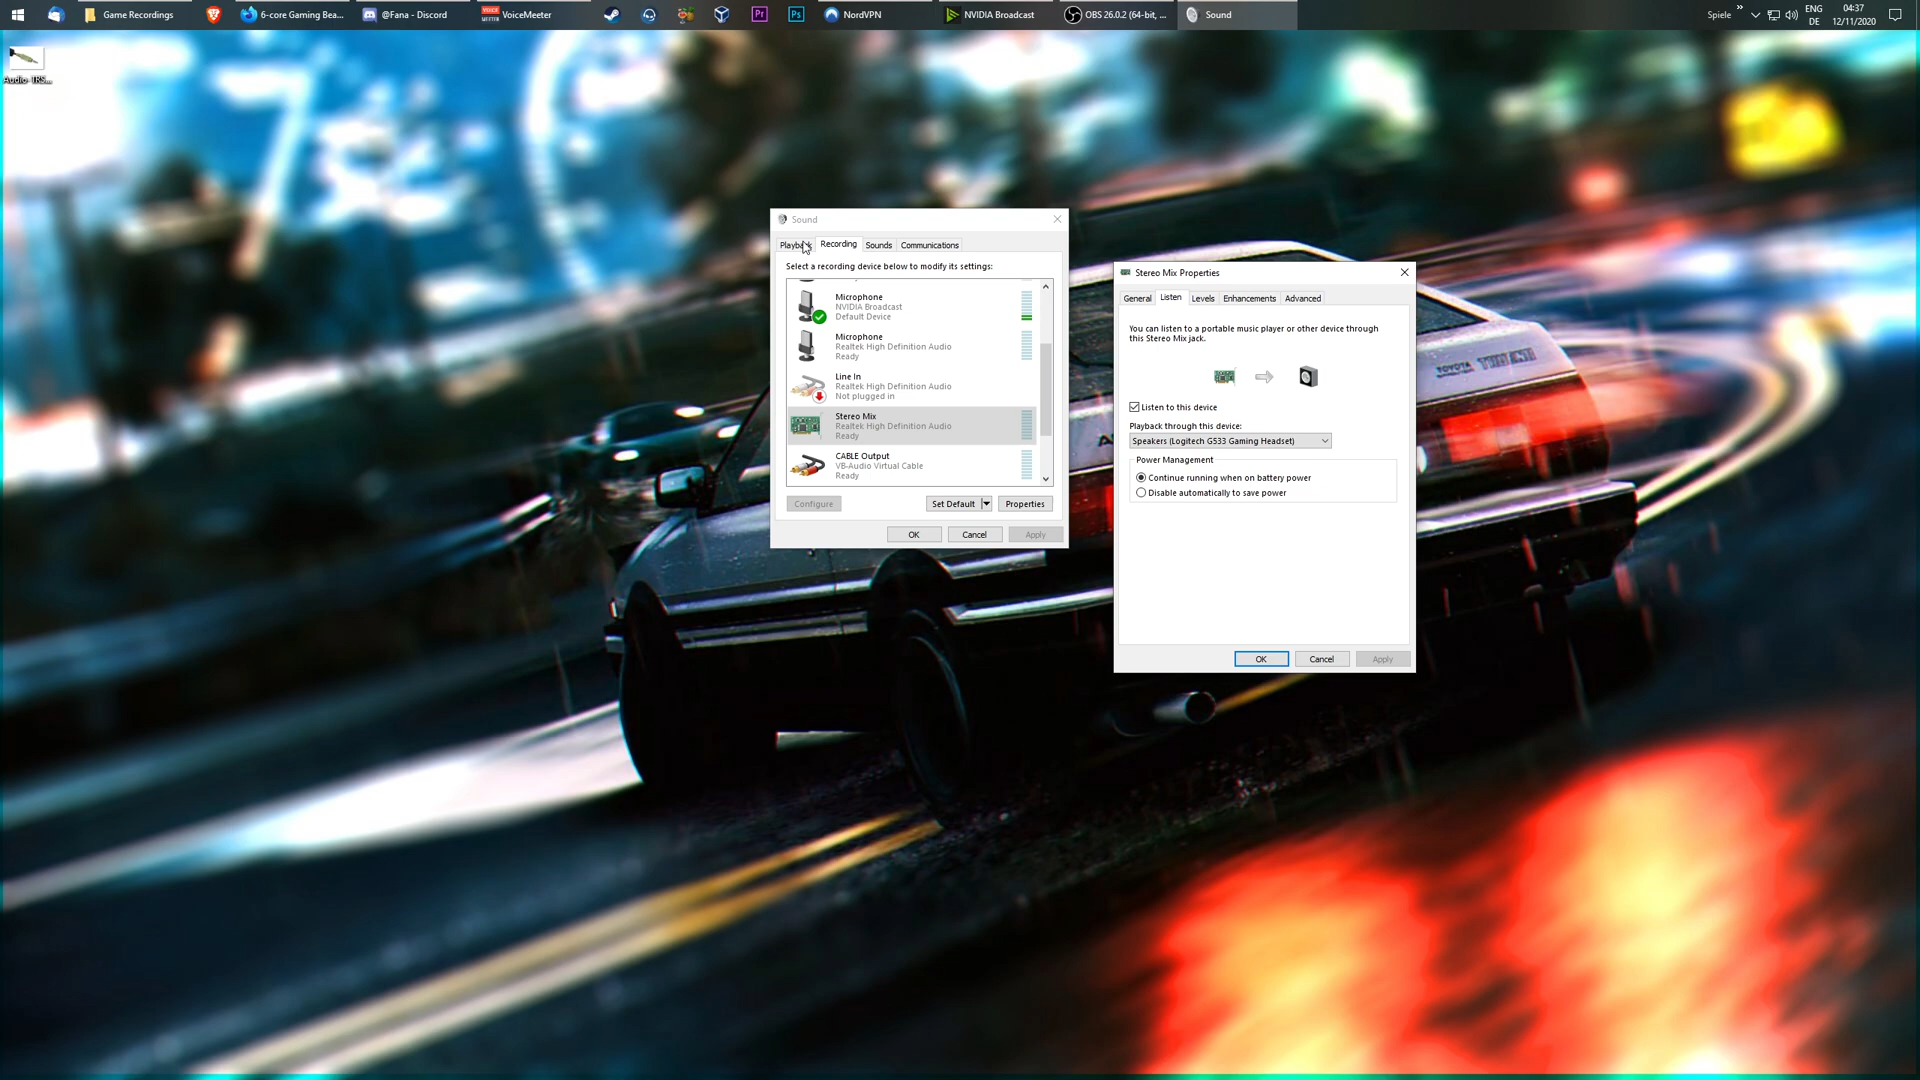 Game Recordings
6-core Gaming Bea...
@Fana - Discord
VOICE
MEETER
VoiceMeeter
Pr
Ps
NordVPN
NVIDIA Broadcast
OBS 26.0.2 (64-bit, ...
Sound
Spiele
ENG
DE
04:37
12/11/2020
Audio-TRS...
Sound
Playback
Recording
Sounds
Communications
Select a recording device below to modify its settings:
Microphone
NVIDIA Broadcast
Default Device
Microphone
Realtek High Definition Audio
Ready
Line In
Realtek High Definition Audio
Not plugged in
Stereo Mix
Realtek High Definition Audio
Ready
CABLE Output
VB-Audio Virtual Cable
Ready
Configure
Set Default
Properties
OK
Cancel
Apply
Stereo Mix Properties
General
Listen
Levels
Enhancements
Advanced
You can listen to a portable music player or other device through
this Stereo Mix jack.
Listen to this device
Playback through this device:
Speakers (Logitech G533 Gaming Headset)
Power Management
Continue running when on battery power
Disable automatically to save power
OK
Cancel
Apply
TOYOTA